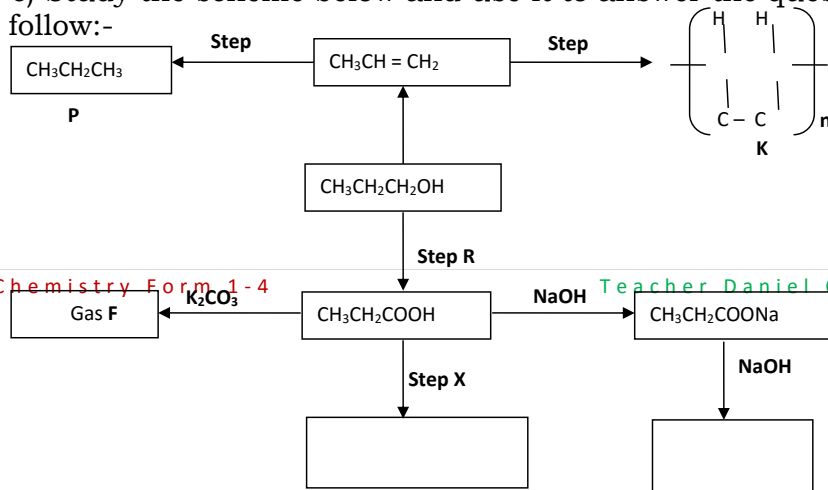 follow:-
Step
Step
H H
CH₃CH₂CH₃
CH₃CH = CH₂
P
C – C
n
K
CH₃CH₂CH₂OH
Step R
Chemistry Form 1-4
Teacher Daniel
K₂CO₃
NaOH
Gas F
CH₃CH₂COOH
CH₃CH₂COONa
Step X
NaOH